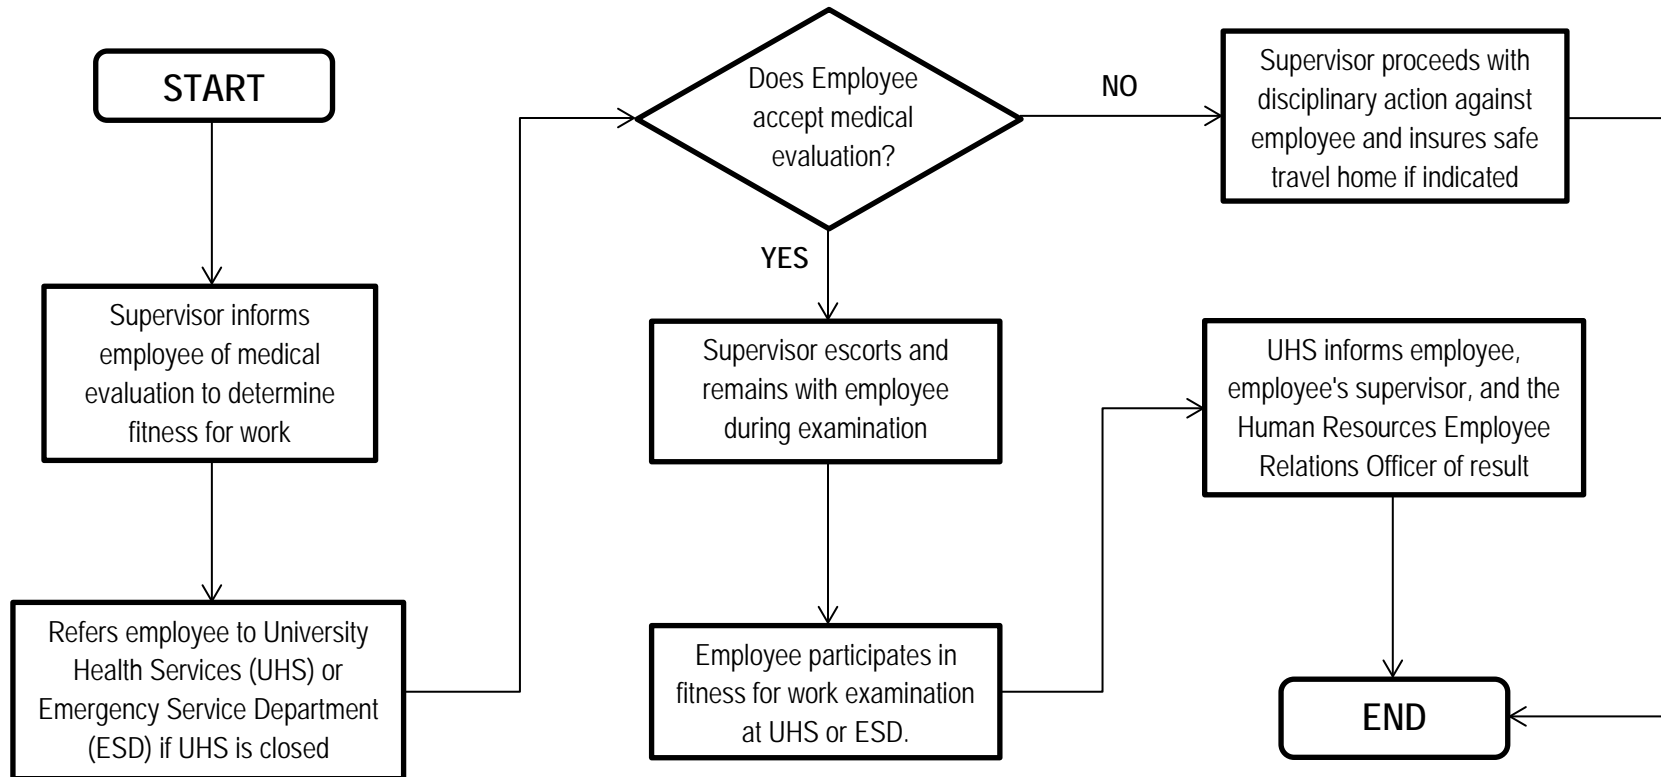 START
Supervisor informs
employee of medical
evaluation to determine
fitness for work
Refers employee to University
Health Services (UHS) or
Emergency Service Department
(ESD) if UHS is closed
Does Employee
accept medical
evaluation?
NO
Supervisor proceeds with
disciplinary action against
employee and insures safe
travel home if indicated
YES
Supervisor escorts and
remains with employee
during examination
Employee participates in
fitness for work examination
at UHS or ESD.
UHS informs employee,
employee's supervisor, and the
Human Resources Employee
Relations Officer of result
END